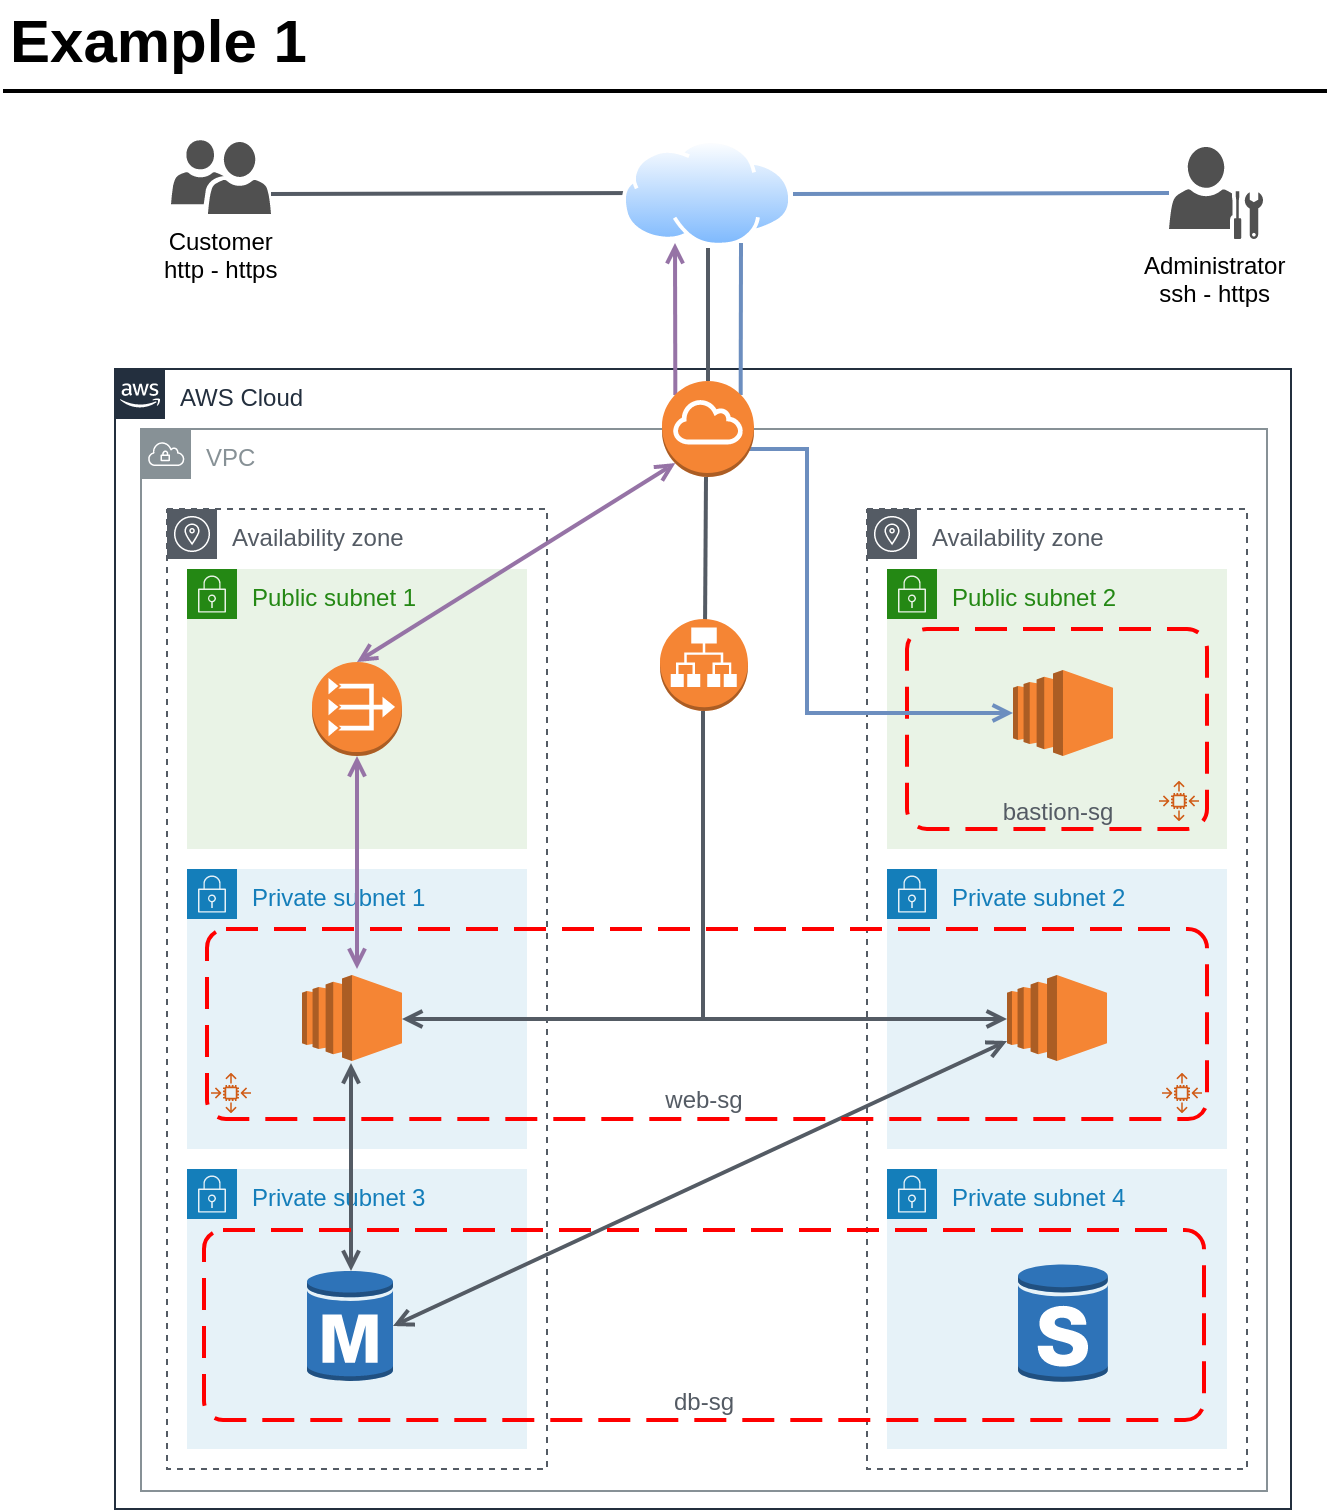 Example 1
Customer
http - https
Administrator
ssh - https
aws
AWS Cloud
VPC
Availability zone
Availability zone
Public subnet 1
Public subnet 2
bastion-sg
Private subnet 1
Private subnet 2
web-sg
Private subnet 3
Private subnet 4
M
S
db-sg